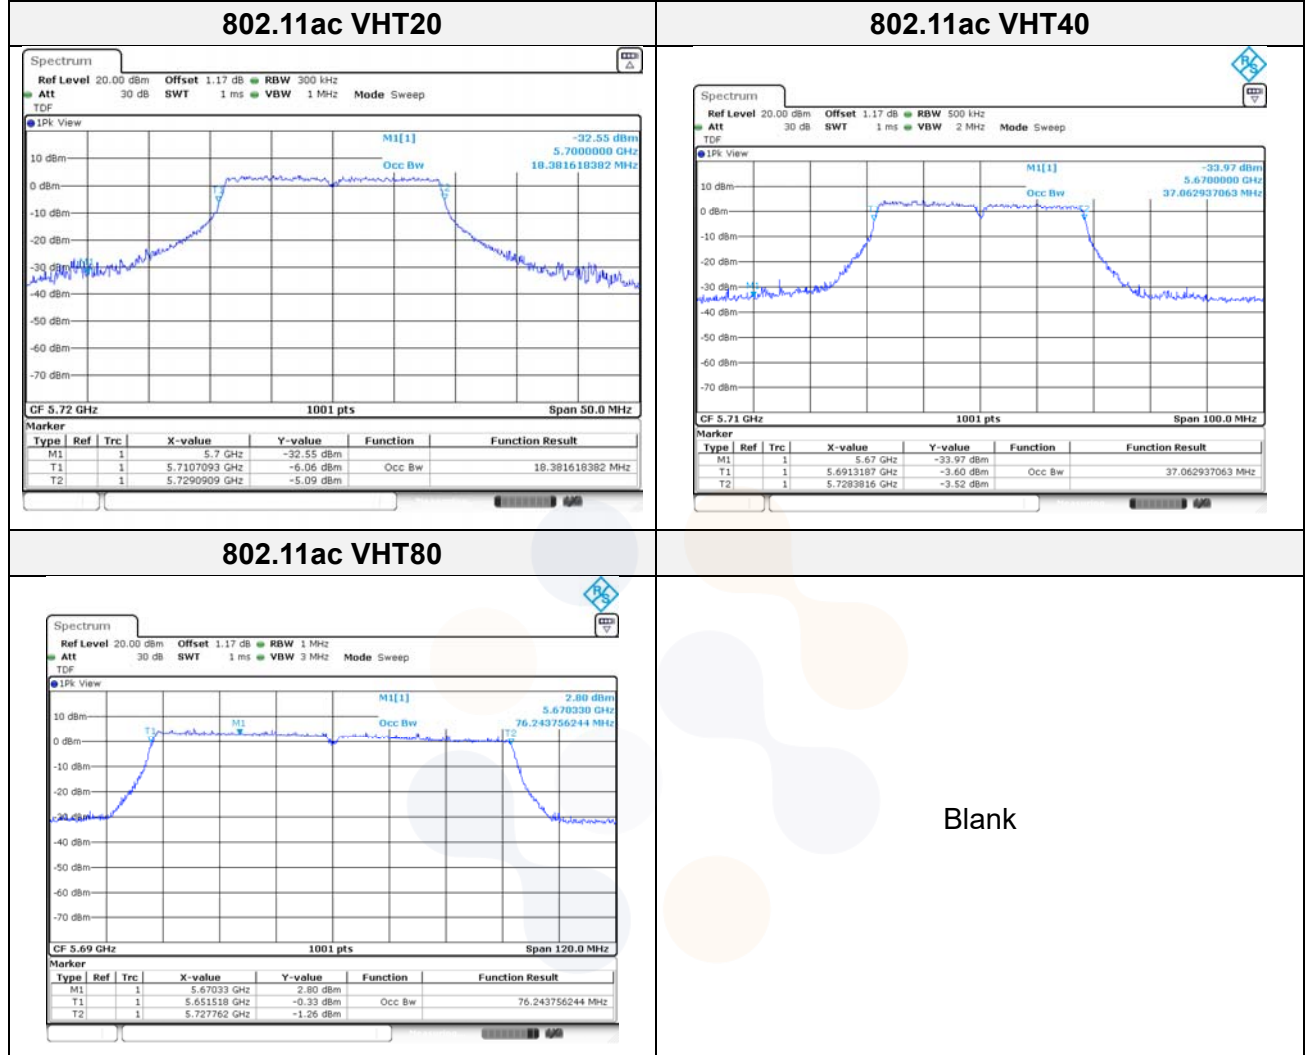 802.11ac VHT20
802.11ac VHT40
Spectrum
Ref Level 20.00 dBm Offset 1.17 dB RBW 300 kHz
Att 30 dB SWT 1 ms VBW 1 MHz Mode Sweep
TDF
1Pk View
M1[1] -32.55 dBm
5.7000000 GHz
Occ Bw 18.381618382 MHz
10 dBm
0 dBm
-10 dBm
-20 dBm
-30 dBm
-40 dBm
-50 dBm
-60 dBm
-70 dBm
CF 5.72 GHz 1001 pts Span 50.0 MHz
Marker
Type Ref Trc X-value Y-value Function Function Result
M1 1 5.7 GHz -32.55 dBm
T1 1 5.7107093 GHz -6.06 dBm Occ Bw 18.381618382 MHz
T2 1 5.7290909 GHz -5.09 dBm
R&S
Spectrum
Ref Level 20.00 dBm Offset 1.17 dB RBW 500 kHz
Att 30 dB SWT 1 ms VBW 2 MHz Mode Sweep
TDF
1Pk View
M1[1] -33.97 dBm
5.6700000 GHz
Occ Bw 37.062937063 MHz
10 dBm
0 dBm
-10 dBm
-20 dBm
-30 dBm
-40 dBm
-50 dBm
-60 dBm
-70 dBm
CF 5.71 GHz 1001 pts Span 100.0 MHz
Marker
Type Ref Trc X-value Y-value Function Function Result
M1 1 5.67 GHz -33.97 dBm
T1 1 5.6913187 GHz -3.60 dBm Occ Bw 37.062937063 MHz
T2 1 5.7283816 GHz -3.52 dBm
802.11ac VHT80
R&S
Spectrum
Ref Level 20.00 dBm Offset 1.17 dB RBW 1 MHz
Att 30 dB SWT 1 ms VBW 3 MHz Mode Sweep
TDF
1Pk View
M1[1] 2.80 dBm
5.670330 GHz
Occ Bw 76.243756244 MHz
10 dBm
T1 M1 T2
0 dBm
-10 dBm
-20 dBm
-30 dBm
-40 dBm
-50 dBm
-60 dBm
-70 dBm
CF 5.69 GHz 1001 pts Span 120.0 MHz
Marker
Type Ref Trc X-value Y-value Function Function Result
M1 1 5.67033 GHz 2.80 dBm
T1 1 5.651518 GHz -0.33 dBm Occ Bw 76.243756244 MHz
T2 1 5.727762 GHz -1.26 dBm
Blank